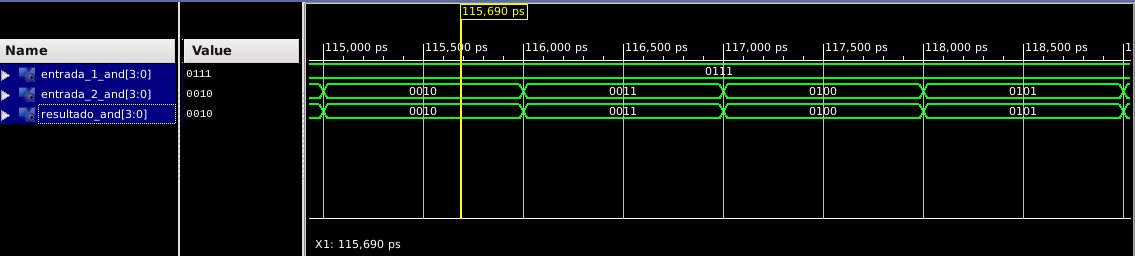 115,690 ps
Name Value
115,000 ps 115,500 ps 116,000 ps 116,500 ps 117,000 ps 117,500 ps 118,000 ps 118,500 ps 1
entrada_1_and[3:0] 0111 0111
entrada_2_and[3:0] 0010 0010 0011 0100 0101
resultado_and[3:0] 0010 0010 0011 0100 0101
X1: 115,690 ps